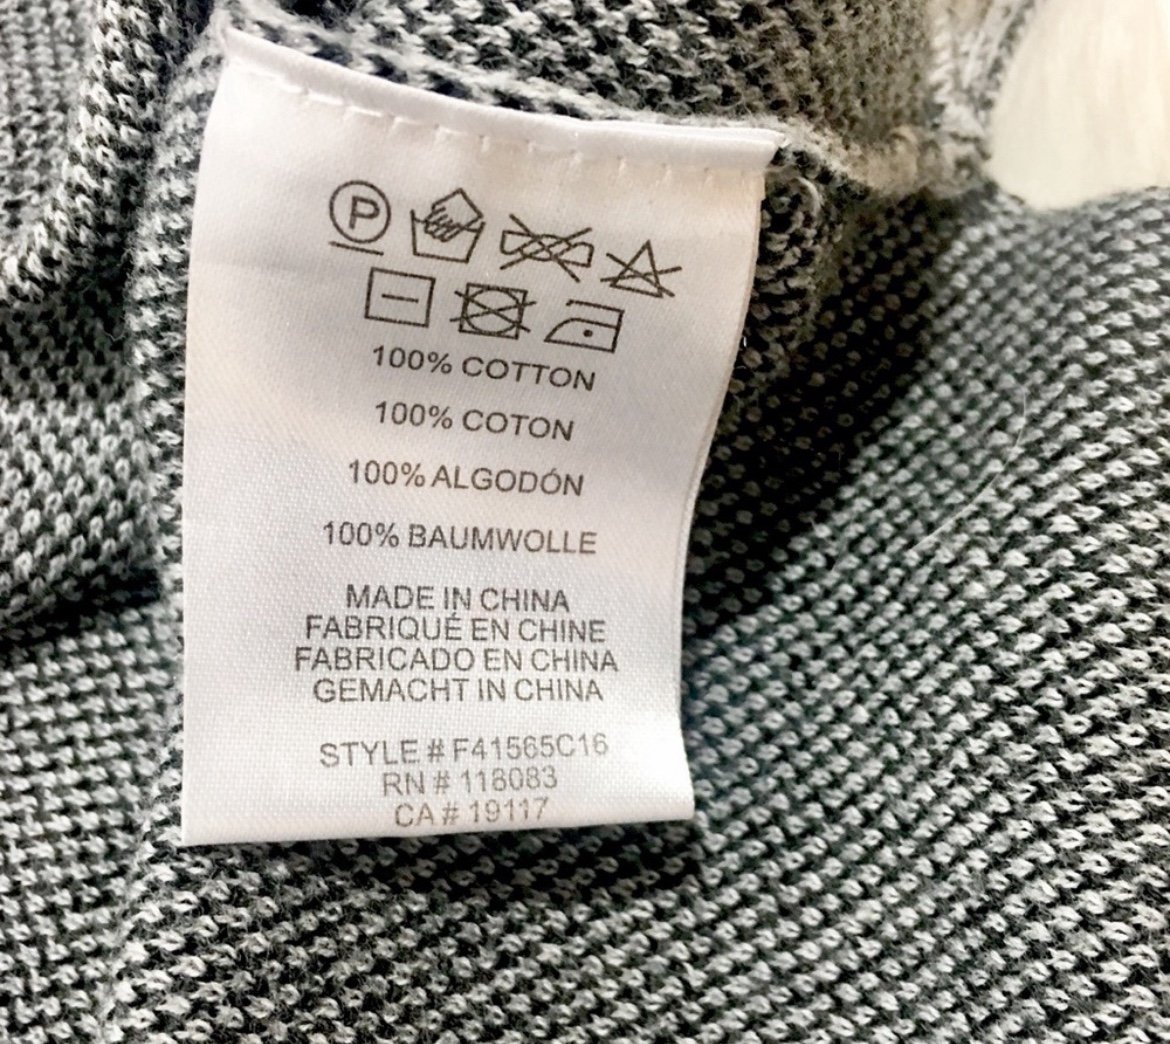 P
100% COTTON
100% COTON
100% ALGODÓN
100% BAUMWOLLE
MADE IN CHINA
FABRIQUÉ EN CHINE
FABRICADO EN CHINA
GEMACHT IN CHINA
STYLE # F41565C16
RN # 118083
CA # 19117